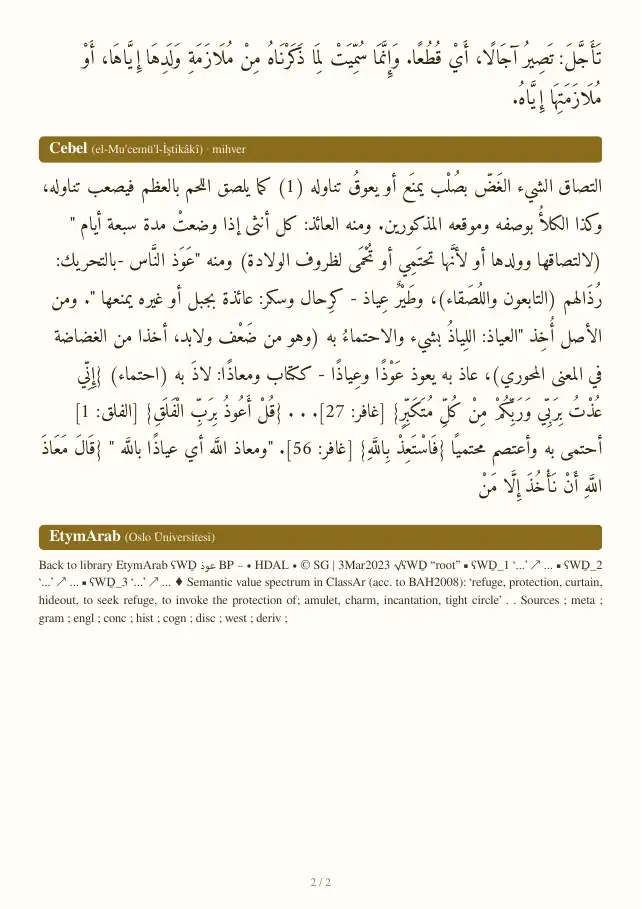 تَأَجَّلَ: تَصِيرُ آجَالًا، أَيْ قُطُعًا. وَإِنَّمَا سُمِّيَتْ لِمَا ذَكَرْنَاهُ مِنْ مُلَازَمَةِ وَلَدِهَا إِيَّاهَا، أَوْ
مُلَازَمَتِهَا إِيَّاهُ.
Cebel (el-Mu'cemü'l-İştikâkî) · mihver
التصاق الشيء الغَضّ بصُلْب يمنَع أو يعوقُ تناوله (1) كما يلصق اللحم بالعظم فيصعب تناوله،
وكذا الكلأُ بوصفه وموقعه المذكورين. ومنه العائذ: كل أنثى إذا وضعتْ مدة سبعة أيام "
(لالتصاقها وولدها أو لأنَّها تحتَمِي أو تُحْمَى لظروف الولادة) ومنه "عَوَذ النَّاس -بالتحريك:
رُذَالهم (التابعون واللُصَقاء)، وطَيْرٌ عِياذ - كرِحال وسكر: عائذة بجبل أو غيره يمنعها ". ومن
الأصل أُخِذ "العياذ: اللِياذُ بشيء والاحتماءُ به (وهو من ضَعْف ولابد، أخذا من الغضاضة
في المعنى المحوري)، عاذ به يعوذ عَوْذًا وعِياذًا - ككتاب ومعاذًا: لاذَ به (احتماء) {إِنِّي
عُذْتُ بِرَبِّي وَرَبِّكُمْ مِنْ كُلِّ مُتَكَبِّرٍ} [غافر: 27]. . . {قُلْ أَعُوذُ بِرَبِّ الْفَلَقِ} [الفلق: 1]
أحتمى به وأعتصم محتميًا {فَاسْتَعِذْ بِاللَّهِ} [غافر: 56]. "ومعاذ الله أي عياذًا بالله " {قَالَ مَعَاذَ
اللَّهِ أَنْ نَأْخُذَ إِلَّا مَنْ
EtymArab (Oslo Üniversitesi)
Back to library EtymArab ʕWḎ عوذ BP – • HDAL • © SG | 3Mar2023 √ʕWḎ “root” ▪ ʕWḎ_1 ‘...’ ↗ ... ▪ ʕWḎ_2
‘...’ ↗ ... ▪ ʕWḎ_3 ‘...’ ↗ ... ♦ Semantic value spectrum in ClassAr (acc. to BAH2008): ‘refuge, protection, curtain,
hideout, to seek refuge, to invoke the protection of; amulet, charm, incantation, tight circle’ . . Sources ; meta ;
gram ; engl ; conc ; hist ; cogn ; disc ; west ; deriv ;
2 / 2